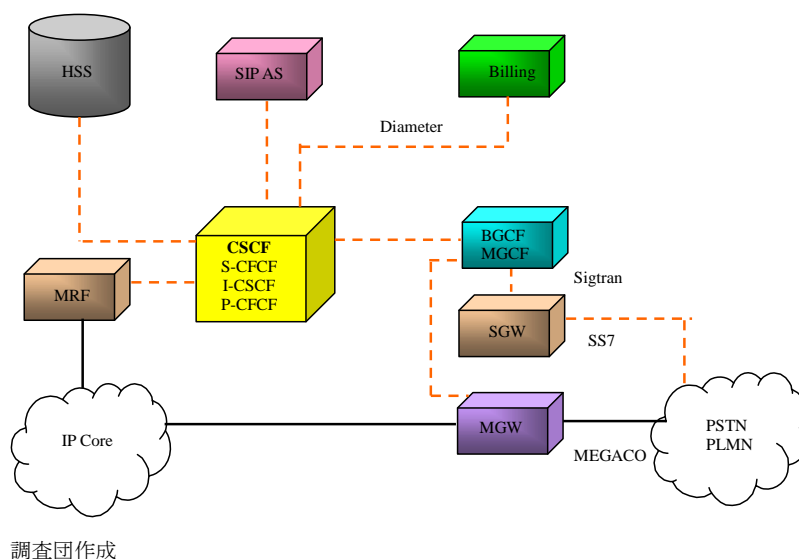 HSS
SIP AS
Billing
Diameter
CSCF
S-CFCF
I-CSCF
P-CFCF
BGCF
MGCF
Sigtran
MRF
SGW
SS7
IP Core
MGW
MEGACO
PSTN
PLMN
調査団作成